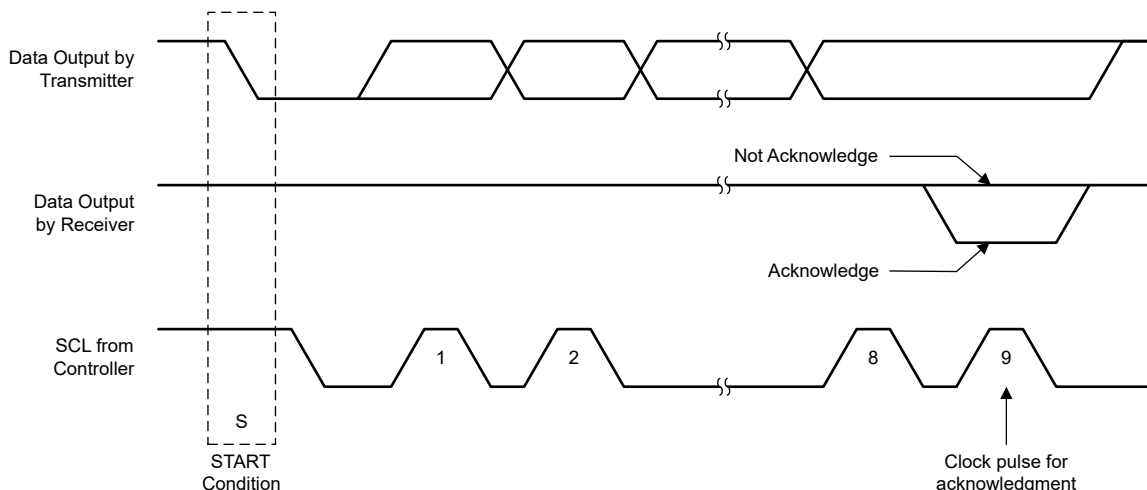 Data Output by
Transmitter
Not Acknowledge
Data Output
by Receiver
Acknowledge
SCL from
Controller
1
2
8
9
S
START
Condition
Clock pulse for
acknowledgment